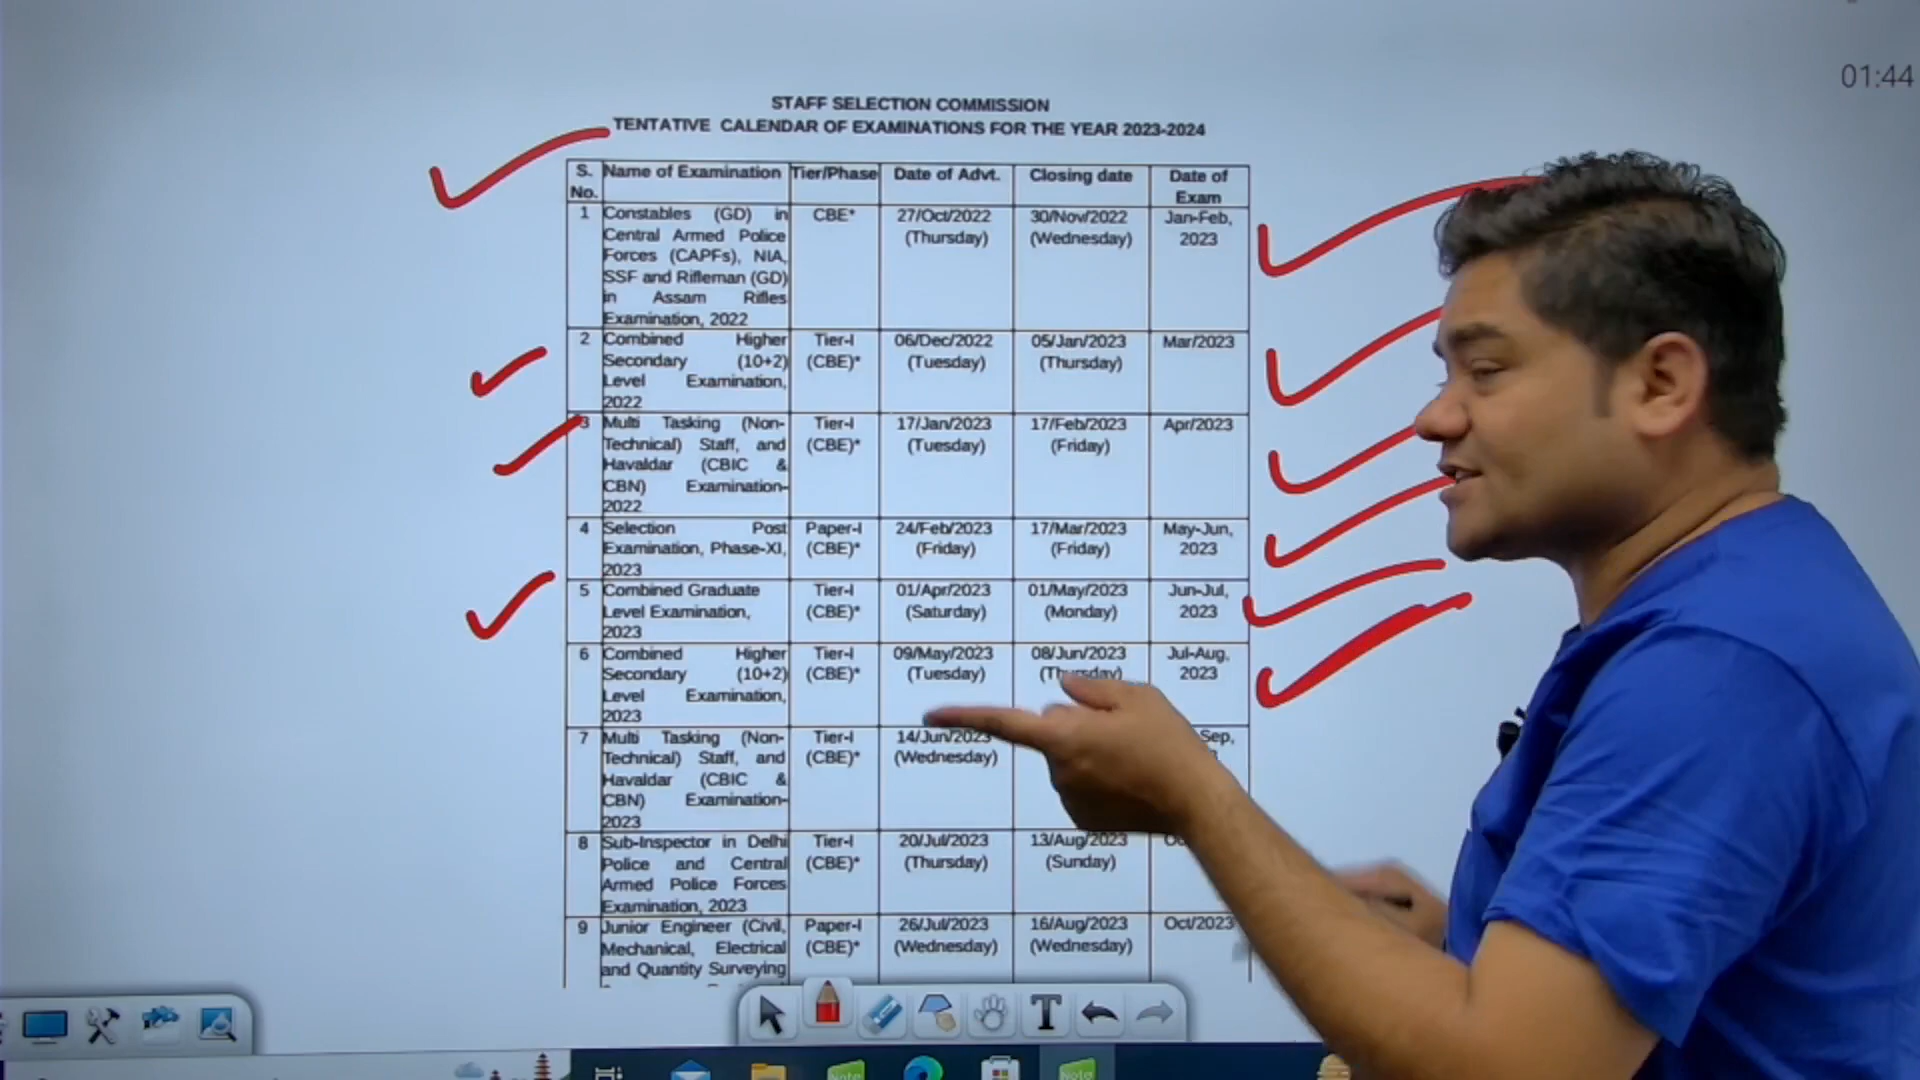 01:44
STAFF SELECTION COMMISSION
TENTATIVE CALENDAR OF EXAMINATIONS FOR THE YEAR 2023-2024
S. No. Name of Examination Tier/Phase Date of Advt. Closing date Date of Exam
1 Constables (GD) in CBE* 27/Oct/2022 30/Nov/2022 Jan-Feb,
Central Armed Police (Thursday) (Wednesday) 2023
Forces (CAPFs), NIA,
SSF and Rifleman (GD)
in Assam Rifles
Examination, 2022
2 Combined Higher Tier-I 06/Dec/2022 05/Jan/2023 Mar/2023
Secondary (10+2) (CBE)* (Tuesday) (Thursday)
Level Examination,
2022
3 Multi Tasking (Non- Tier-I 17/Jan/2023 17/Feb/2023 Apr/2023
Technical) Staff, and (CBE)* (Tuesday) (Friday)
Havaldar (CBIC &
CBN) Examination-
2022
4 Selection Post Paper-I 24/Feb/2023 17/Mar/2023 May-Jun,
Examination, Phase-XI, (CBE)* (Friday) (Friday) 2023
2023
5 Combined Graduate Tier-I 01/Apr/2023 01/May/2023 Jun-Jul,
Level Examination, (CBE)* (Saturday) (Monday) 2023
2023
6 Combined Higher Tier-I 09/May/2023 08/Jun/2023 Jul-Aug,
Secondary (10+2) (CBE)* (Tuesday) (Thursday) 2023
Level Examination,
2023
7 Multi Tasking (Non- Tier-I 14/Jun/2023 Sep,
Technical) Staff, and (CBE)* (Wednesday)
Havaldar (CBIC &
CBN) Examination-
2023
8 Sub-Inspector in Delhi Tier-I 20/Jul/2023 13/Aug/2023
Police and Central (CBE)* (Thursday) (Sunday)
Armed Police Forces
Examination, 2023
9 Junior Engineer (Civil, Paper-I 26/Jul/2023 16/Aug/2023 Oct/2023
Mechanical, Electrical (CBE)* (Wednesday) (Wednesday)
and Quantity Surveying
T
Note Note